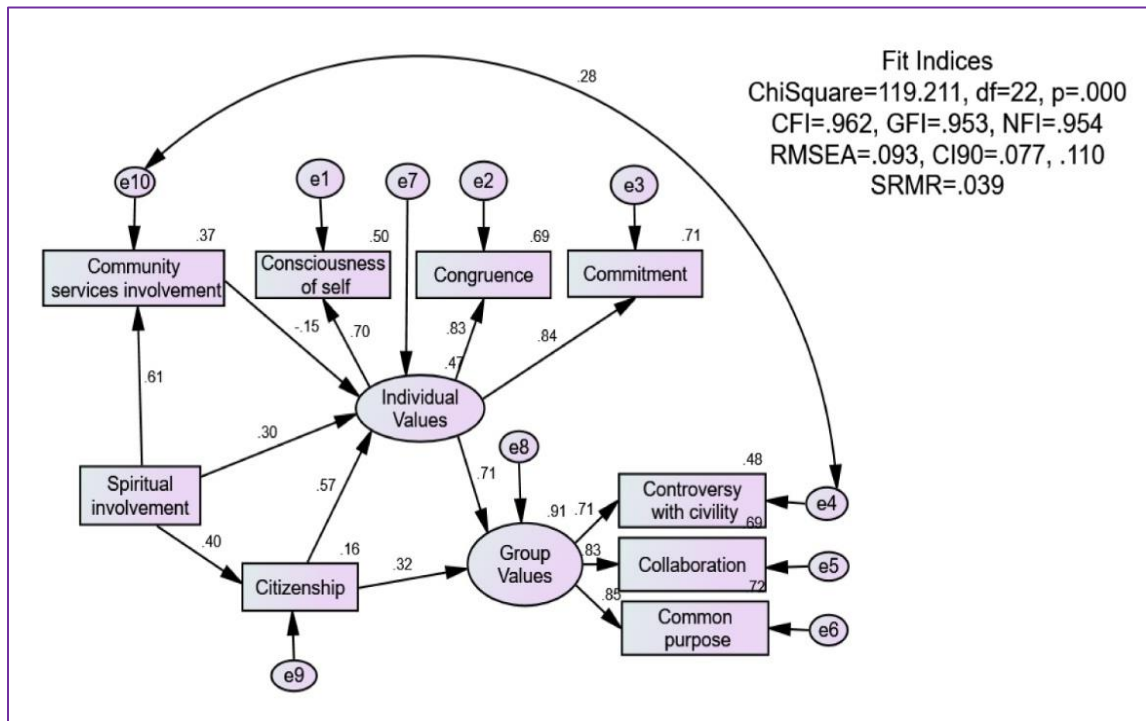 Fit Indices
ChiSquare=119.211, df=22, p=.000
CFI=.962, GFI=.953, NFI=.954
RMSEA=.093, CI90=.077, .110
SRMR=.039
.28
e10
e1
e7
e2
e3
.37
.50
.69
.71
Community
services involvement
Consciousness
of self
Congruence
Commitment
-.15
.70
.83
.84
.61
.47
Individual
Values
.30
e8
.71
.48
Spiritual
involvement
.57
Controversy
with civility
e4
.91
.71
.69
.40
.16
Group
Values
.83
Collaboration
e5
.32
.72
Citizenship
.85
Common
purpose
e6
e9